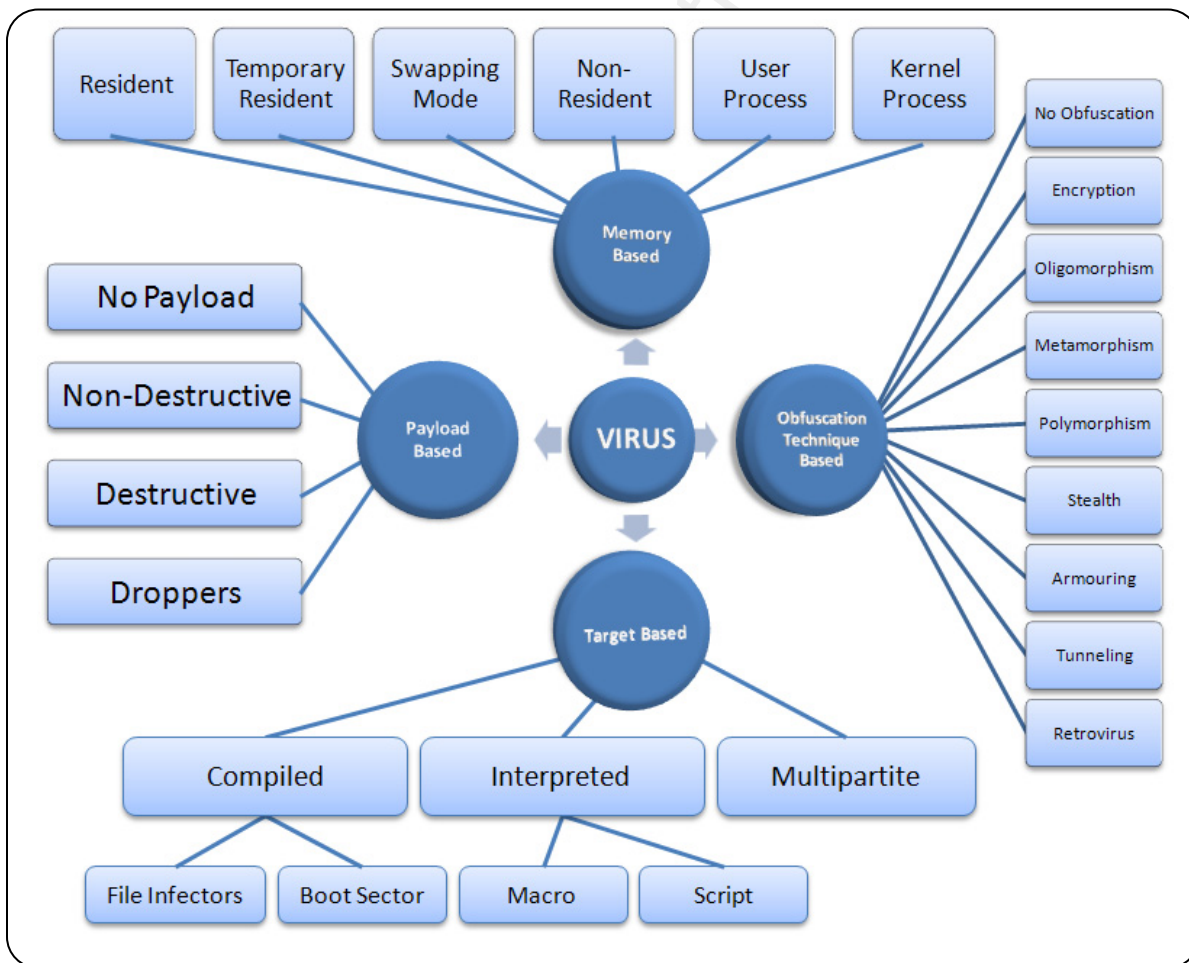 Resident
Temporary
Resident
Swapping
Mode
Non-
Resident
User
Process
Kernel
Process
Memory
Based
No Obfuscation
Encryption
Oligomorphism
Metamorphism
Polymorphism
Stealth
Armouring
Tunneling
Retrovirus
Obfuscation
Technique
Based
VIRUS
Payload
Based
No Payload
Non-Destructive
Destructive
Droppers
Target Based
Compiled
Interpreted
Multipartite
File Infectors
Boot Sector
Macro
Script